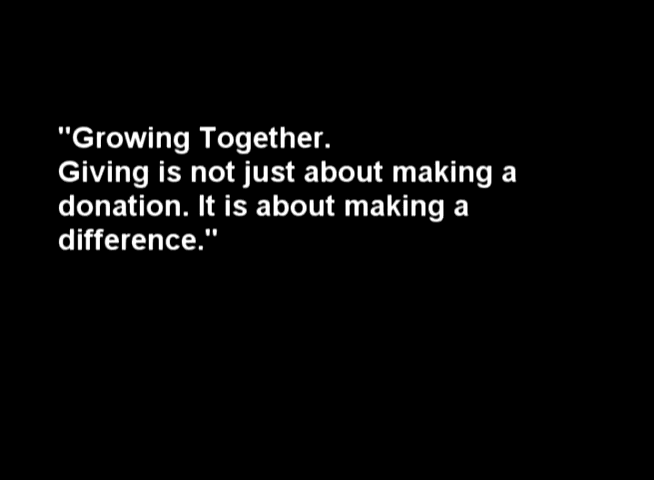 "Growing Together.
Giving is not just about making a
donation. It is about making a
difference."